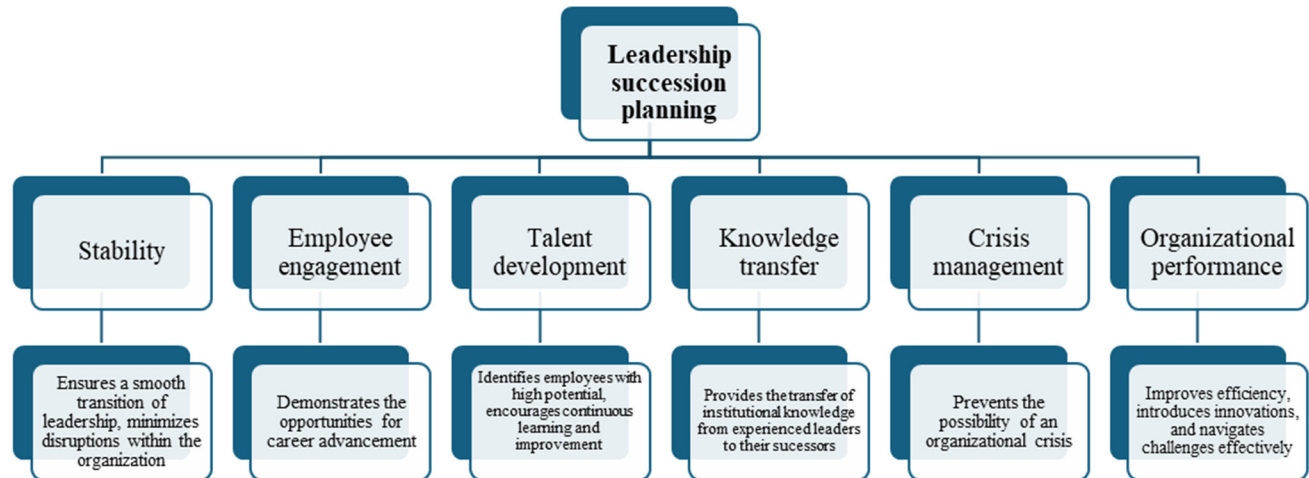 Leadership
succession
planning
Stability
Employee
engagement
Talent
development
Knowledge
transfer
Crisis
management
Organizational
performance
Ensures a smooth
transition of
leadership, minimizes
disruptions within the
organization
Demonstrates the
opportunities for
career advancement
Identifies employees with
high potential,
encourages continuous
learning and
improvement
Provides the transfer of
institutional knowledge
from experienced leaders
to their sucessors
Prevents the
possibility of an
organizational crisis
Improves efficiency,
introduces innovations,
and navigates
challenges effectively